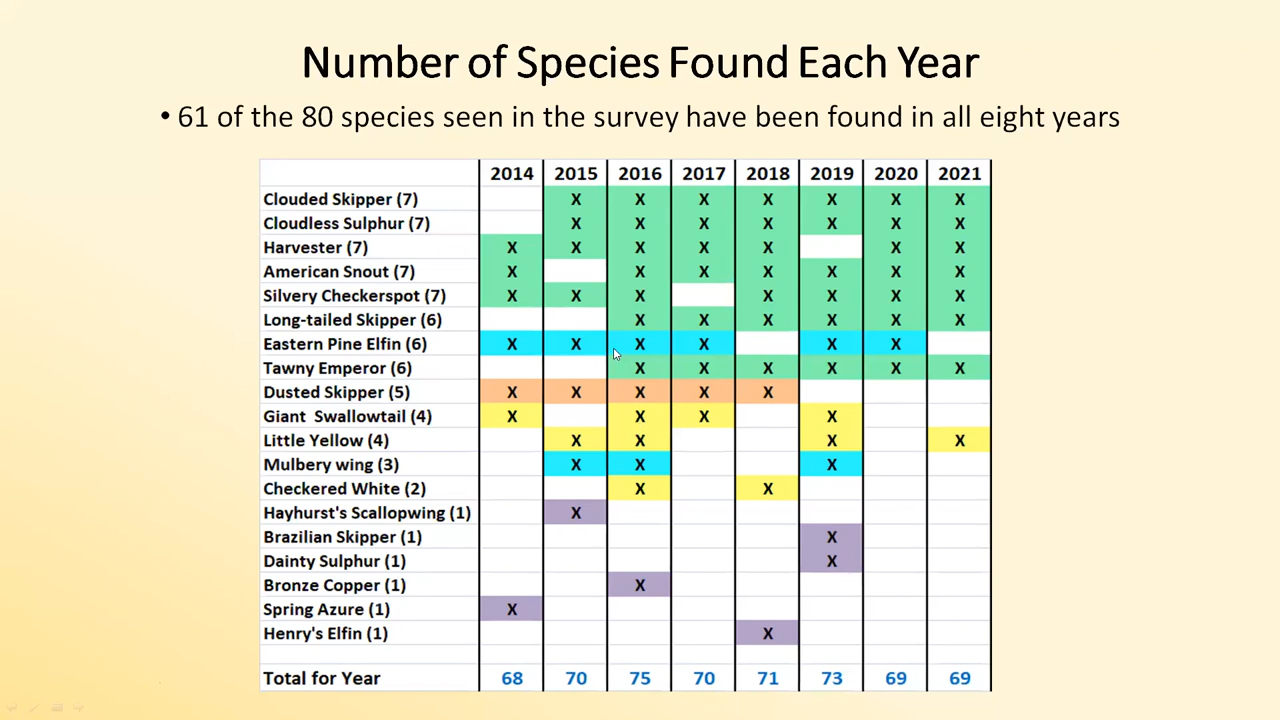 Number of Species Found Each Year
• 61 of the 80 species seen in the survey have been found in all eight years
2014 2015 2016 2017 2018 2019 2020 2021
Clouded Skipper (7) X X X X X X X
Cloudless Sulphur (7) X X X X X X X
Harvester (7) X X X X X X X
American Snout (7) X X X X X X X
Silvery Checkerspot (7) X X X X X X X
Long-tailed Skipper (6) X X X X X X
Eastern Pine Elfin (6) X X X X X X
Tawny Emperor (6) X X X X X X
Dusted Skipper (5) X X X X X
Giant Swallowtail (4) X X X X
Little Yellow (4) X X X X
Mulbery wing (3) X X X
Checkered White (2) X X
Hayhurst's Scallopwing (1) X
Brazilian Skipper (1) X
Dainty Sulphur (1) X
Bronze Copper (1) X
Spring Azure (1) X
Henry's Elfin (1) X
Total for Year 68 70 75 70 71 73 69 69